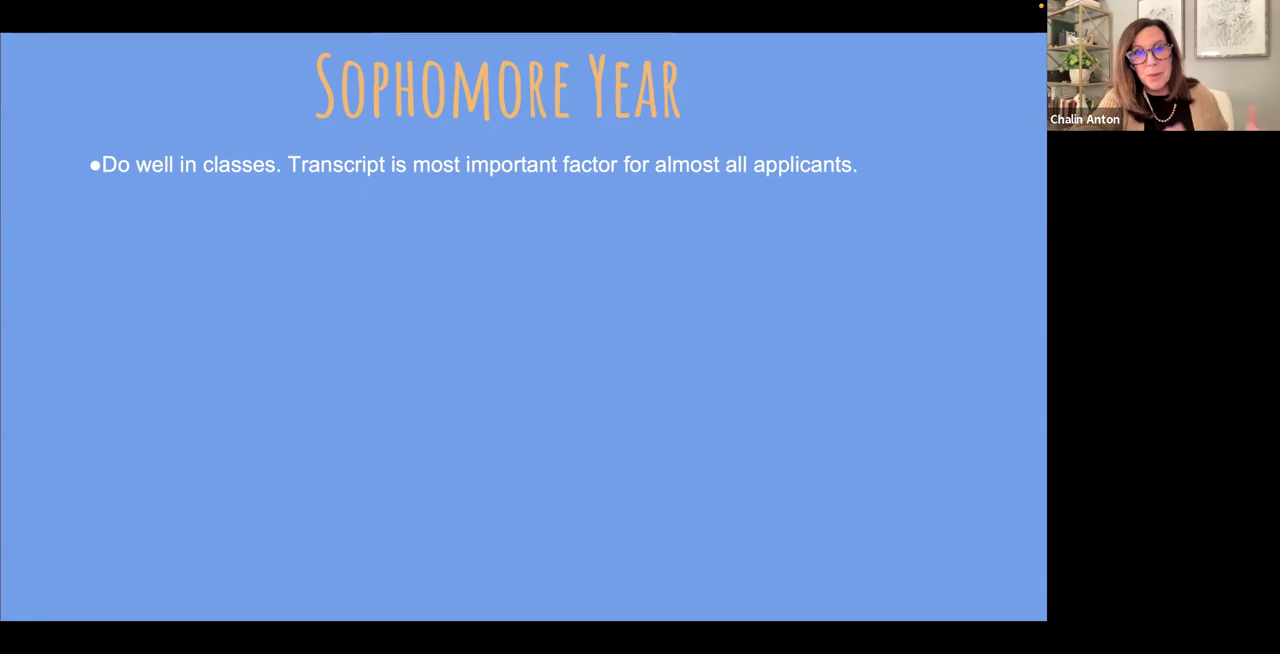 Sophomore Year
●Do well in classes. Transcript is most important factor for almost all applicants.
Chalin Anton